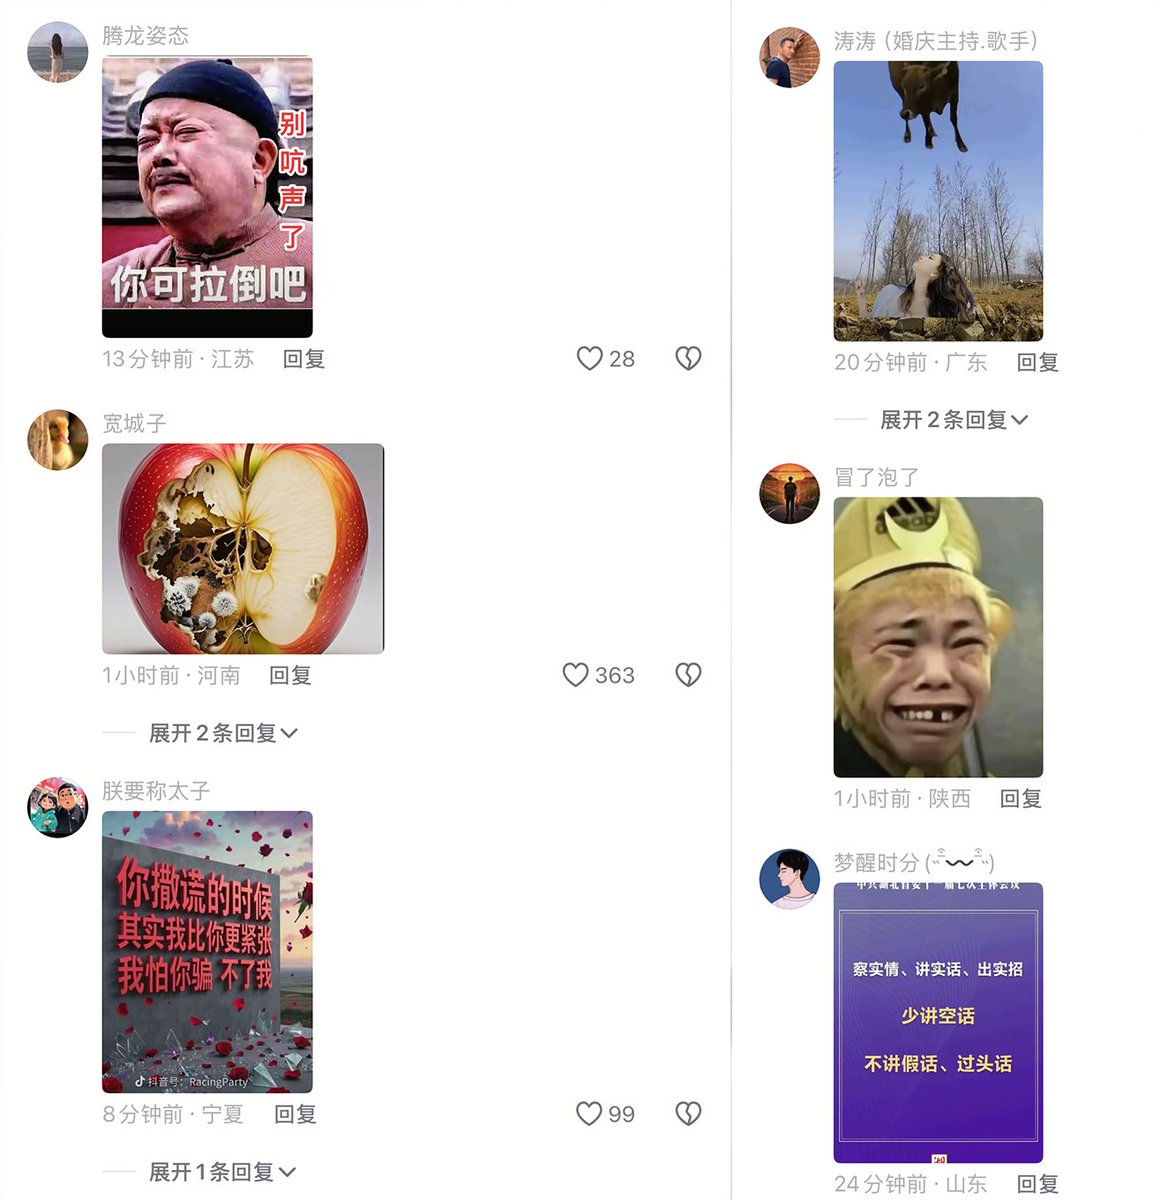 腾龙姿态
别吭声了
你可拉倒吧
13分钟前·江苏 回复
28
宽城子
1小时前·河南 回复
363
展开2条回复
朕要称太子
你撒谎的时候
其实我比你更紧张
我怕你骗 不了我
抖音号：RacingParty
8分钟前·宁夏 回复
99
展开1条回复
涛涛（婚庆主持.歌手）
20分钟前·广东 回复
展开2条回复
冒了泡了
1小时前·陕西 回复
梦醒时分
察实情、讲实话、出实招
少讲空话
不讲假话、过头话
24分钟前·山东 回复